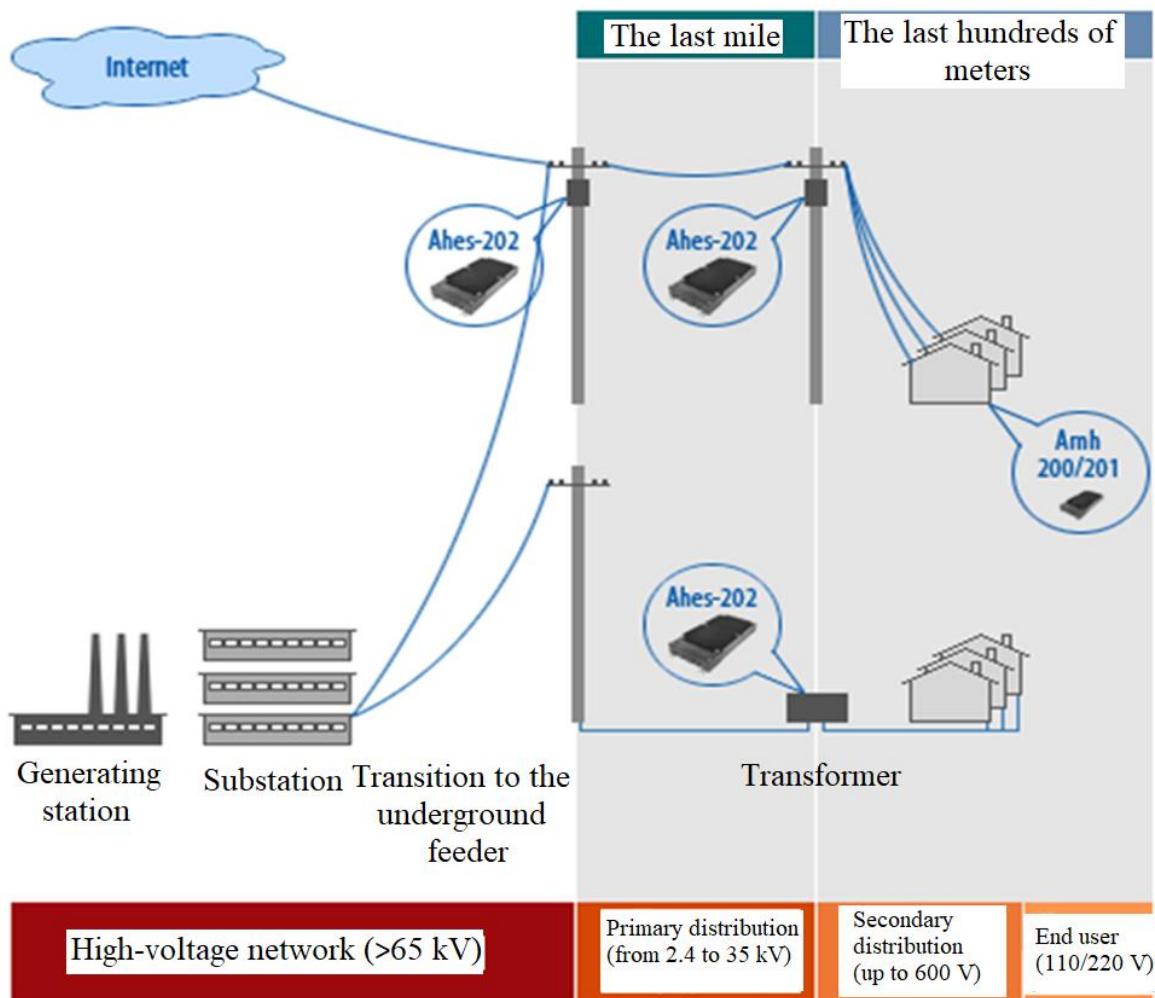 The last mile
The last hundreds of
meters
Internet
Ahes-202
Ahes-202
Amh
200/201
Ahes-202
Generating
station
Substation
Transition to the
underground
feeder
Transformer
High-voltage network (>65 kV)
Primary distribution
(from 2.4 to 35 kV)
Secondary
distribution
(up to 600 V)
End user
(110/220 V)